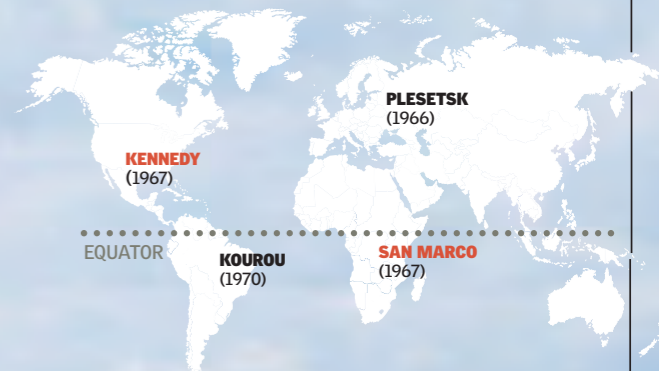 PLESETSK
(1966)
KENNEDY
(1967)
EQUATOR
KOUROU
(1970)
SAN MARCO
(1967)